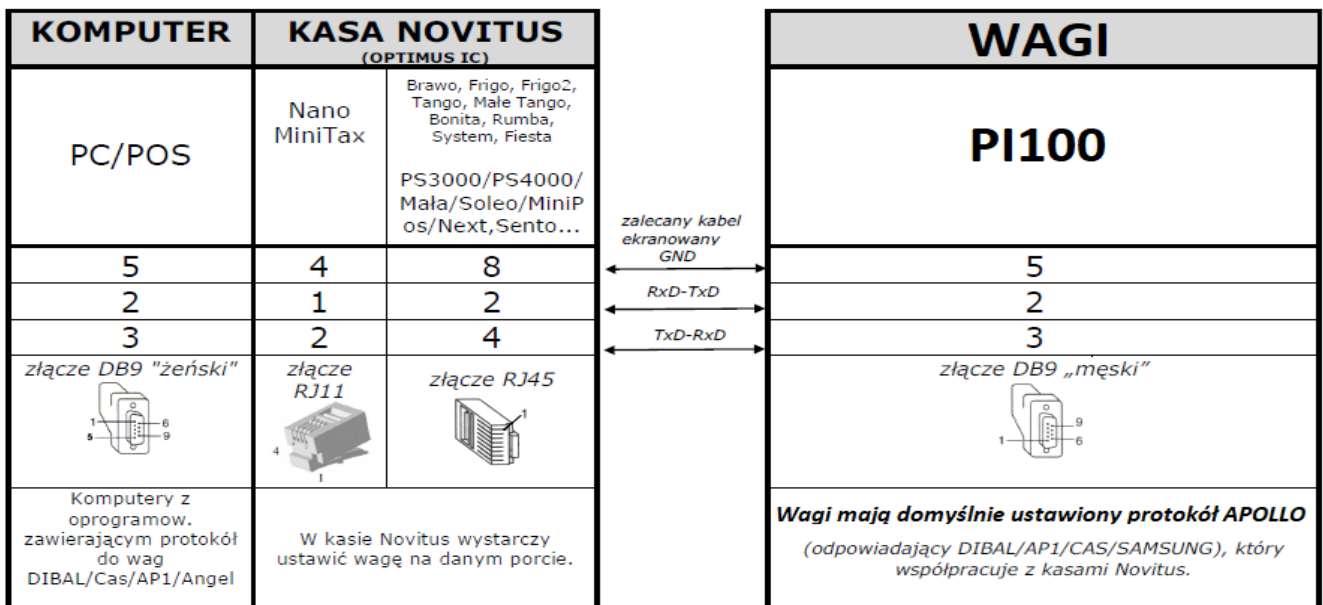 KOMPUTER
KASA NOVITUS
(OPTIMUS IC)
WAGI
PC/POS
Nano
MiniTax
Brawo, Frigo, Frigo2,
Tango, Małe Tango,
Bonita, Rumba,
System, Fiesta
PS3000/PS4000/
Mała/Soleo/MiniP
os/Next,Sento...
PI100
zalecany kabel
ekranowany
GND
5
4
8
5
RxD-TxD
2
1
2
2
TxD-RxD
3
2
4
3
złącze DB9 "żeński"
1
6
5
9
złącze
RJ11
4
1
złącze RJ45
1
złącze DB9 „męski”
9
1
6
Komputery z
oprogramow.
zawierającym protokół
do wag
DIBAL/Cas/AP1/Angel
W kasie Novitus wystarczy
ustawić wagę na danym porcie.
Wagi mają domyślnie ustawiony protokół APOLLO
(odpowiadający DIBAL/AP1/CAS/SAMSUNG), który
współpracuje z kasami Novitus.